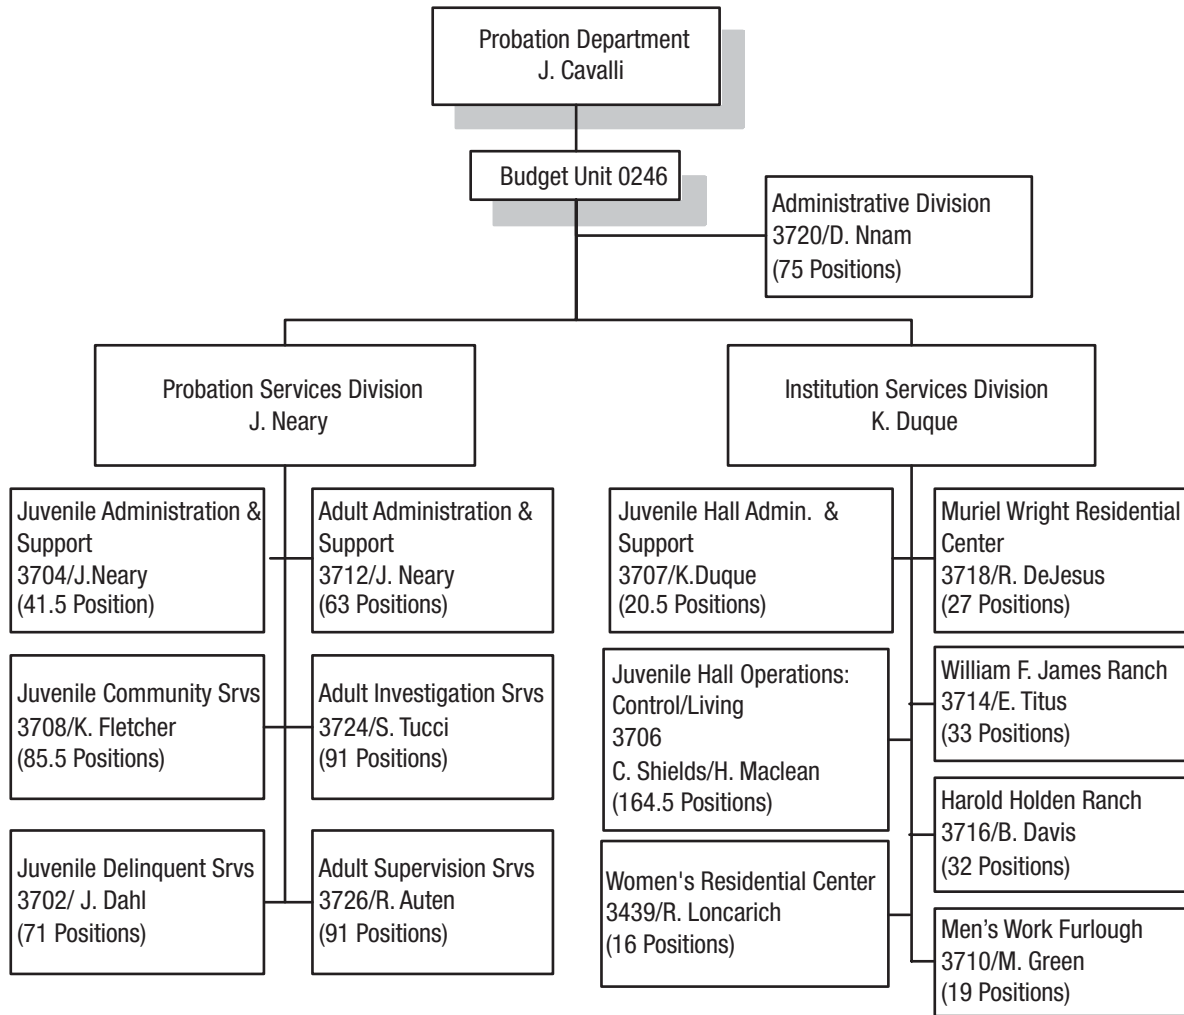 Probation Department
J. Cavalli
Budget Unit 0246
Administrative Division
3720/D. Nnam
(75 Positions)
Probation Services Division
J. Neary
Institution Services Division
K. Duque
Juvenile Administration &
Support
3704/J.Neary
(41.5 Position)
Adult Administration &
Support
3712/J. Neary
(63 Positions)
Juvenile Community Srvs
3708/K. Fletcher
(85.5 Positions)
Adult Investigation Srvs
3724/S. Tucci
(91 Positions)
Juvenile Delinquent Srvs
3702/ J. Dahl
(71 Positions)
Adult Supervision Srvs
3726/R. Auten
(91 Positions)
Juvenile Hall Admin. &
Support
3707/K.Duque
(20.5 Positions)
Muriel Wright Residential
Center
3718/R. DeJesus
(27 Positions)
Juvenile Hall Operations:
Control/Living
3706
C. Shields/H. Maclean
(164.5 Positions)
William F. James Ranch
3714/E. Titus
(33 Positions)
Harold Holden Ranch
3716/B. Davis
(32 Positions)
Women's Residential Center
3439/R. Loncarich
(16 Positions)
Men’s Work Furlough
3710/M. Green
(19 Positions)